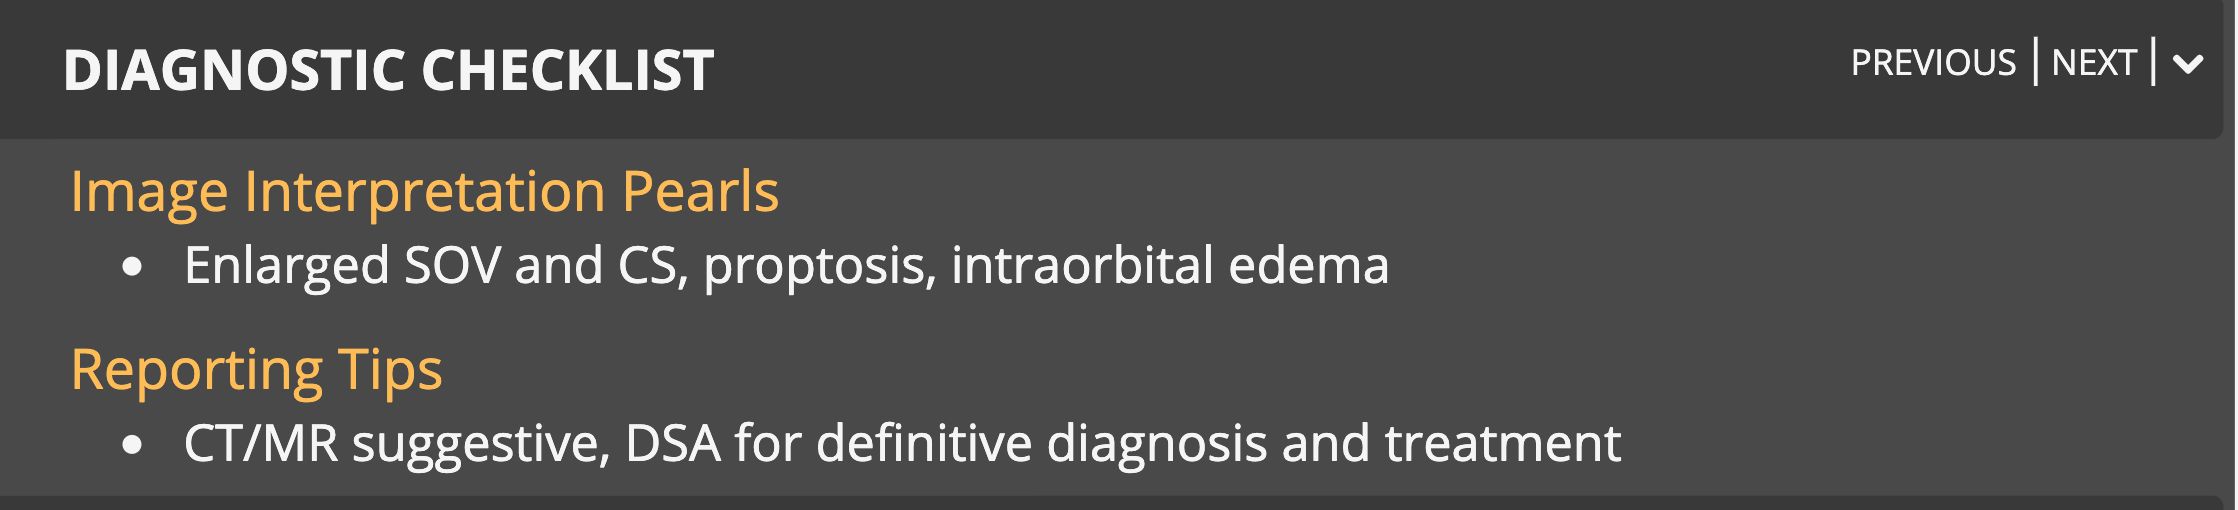 DIAGNOSTIC CHECKLIST
PREVIOUS | NEXT |
Image Interpretation Pearls
• Enlarged SOV and CS, proptosis, intraorbital edema
Reporting Tips
• CT/MR suggestive, DSA for definitive diagnosis and treatment